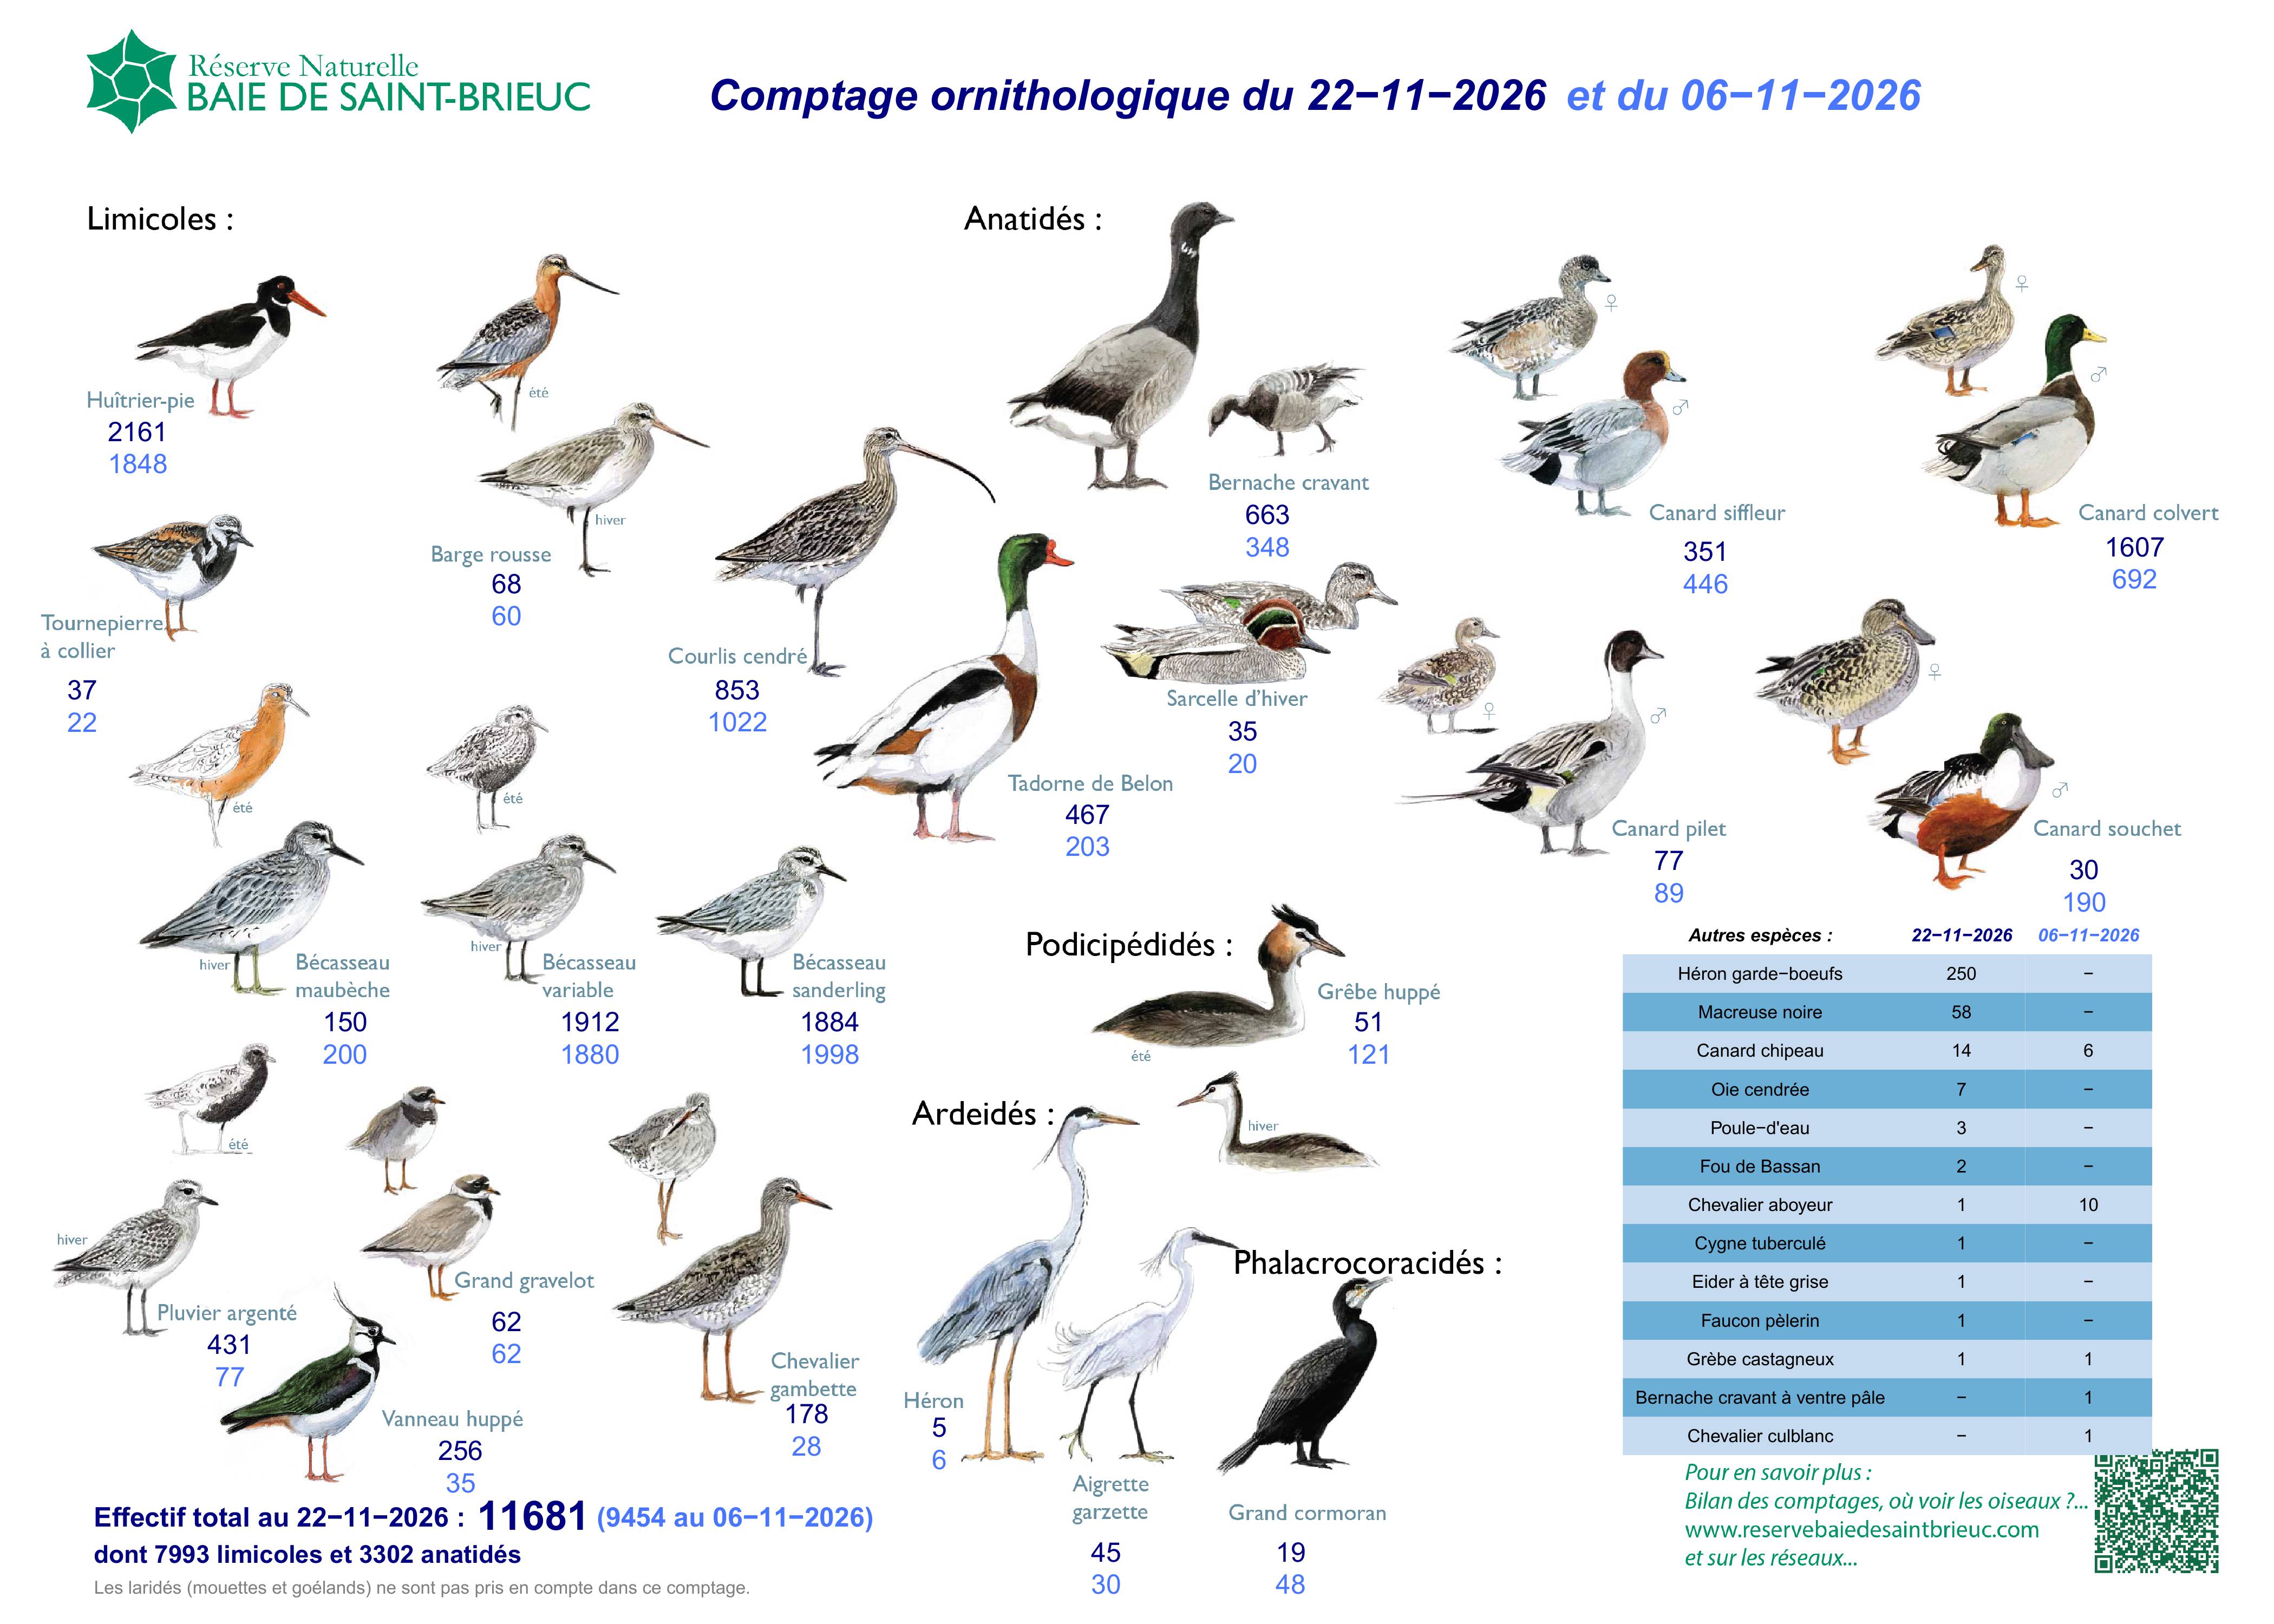 Réserve Naturelle
BAIE DE SAINT-BRIEUC
Comptage ornithologique du 22−11−2026 et du 06−11−2026
Limicoles :
Huîtrier-pie
2161
1848
été
hiver
Barge rousse
68
60
Tournepierre
à collier
37
22
Courlis cendré
853
1022
été
hiver
Bécasseau
maubèche
150
200
été
hiver
Bécasseau
variable
1912
1880
Bécasseau
sanderling
1884
1998
été
hiver
Pluvier argenté
431
77
Grand gravelot
62
62
Vanneau huppé
256
35
Chevalier
gambette
178
28
Anatidés :
Bernache cravant
663
348
♀
♂
Canard siffleur
351
446
♀
♂
Canard colvert
1607
692
Tadorne de Belon
467
203
Sarcelle d'hiver
35
20
♀
♂
Canard pilet
77
89
♀
♂
Canard souchet
30
190
Podicipédidés :
Grêbe huppé
51
121
été
hiver
Ardeidés :
Héron
5
6
Aigrette
garzette
45
30
Phalacrocoracidés :
Grand cormoran
19
48
Autres espèces : 22−11−2026 06−11−2026
Héron garde−boeufs 250 −
Macreuse noire 58 −
Canard chipeau 14 6
Oie cendrée 7 −
Poule−d'eau 3 −
Fou de Bassan 2 −
Chevalier aboyeur 1 10
Cygne tuberculé 1 −
Eider à tête grise 1 −
Faucon pèlerin 1 −
Grèbe castagneux 1 1
Bernache cravant à ventre pâle − 1
Chevalier culblanc − 1
Effectif total au 22−11−2026 : 11681 (9454 au 06−11−2026)
dont 7993 limicoles et 3302 anatidés
Les laridés (mouettes et goélands) ne sont pas pris en compte dans ce comptage.
Pour en savoir plus :
Bilan des comptages, où voir les oiseaux ?...
www.reservebaiedesaintbrieuc.com
et sur les réseaux...